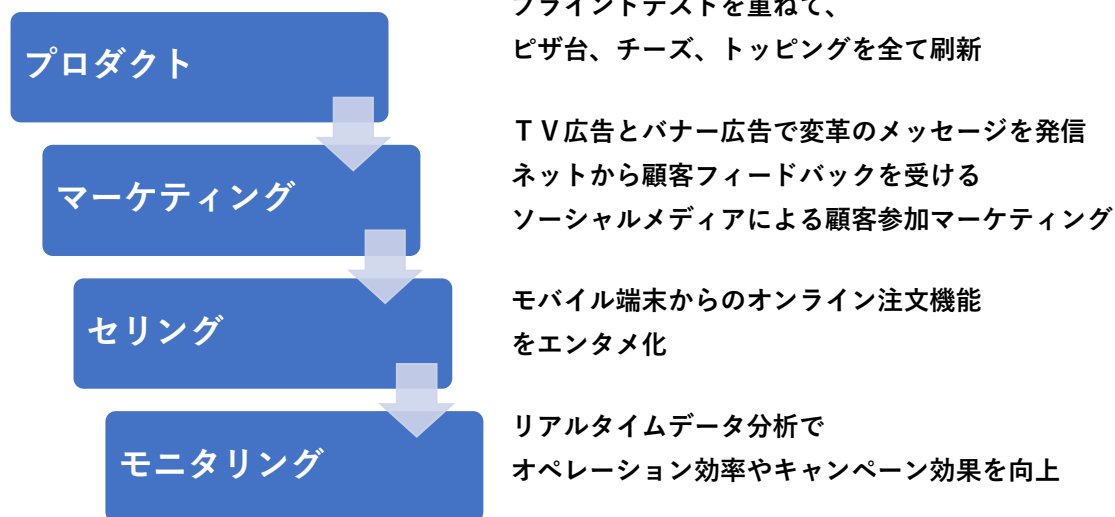 プロダクト
ブラインドテストを重ねて、
ピザ台、チーズ、トッピングを全て刷新
マーケティング
ＴＶ広告とバナー広告で変革のメッセージを発信
ネットから顧客フィードバックを受ける
ソーシャルメディアによる顧客参加マーケティング
セリング
モバイル端末からのオンライン注文機能
をエンタメ化
モニタリング
リアルタイムデータ分析で
オペレーション効率やキャンペーン効果を向上